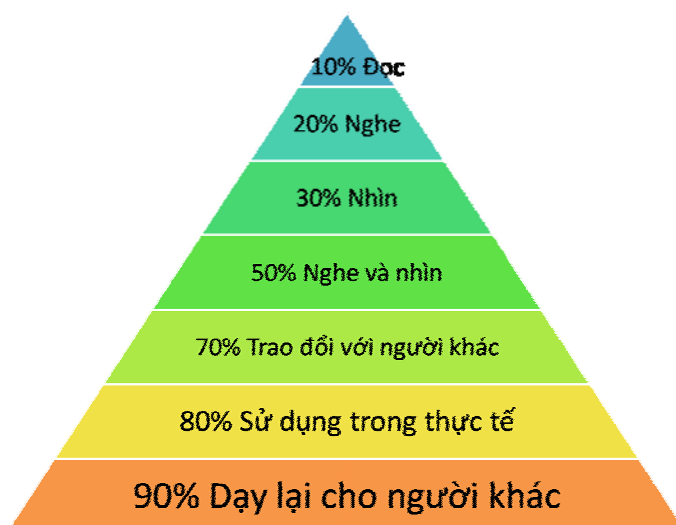 10% Đọc
20% Nghe
30% Nhìn
50% Nghe và nhìn
70% Trao đổi với người khác
80% Sử dụng trong thực tế
90% Dạy lại cho người khác